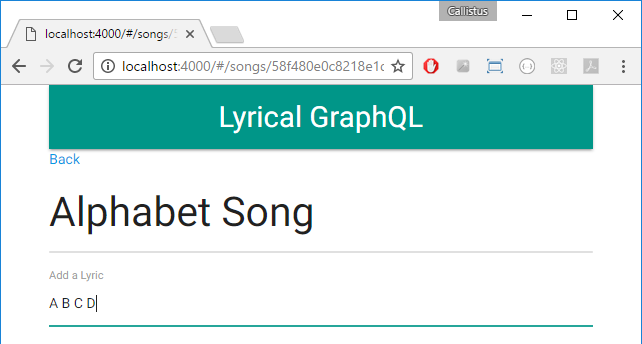 Callistus
localhost:4000/#/songs/5
localhost:4000/#/songs/58f480e0c8218e1c
Lyrical GraphQL
Back
Alphabet Song
Add a Lyric
A B C D